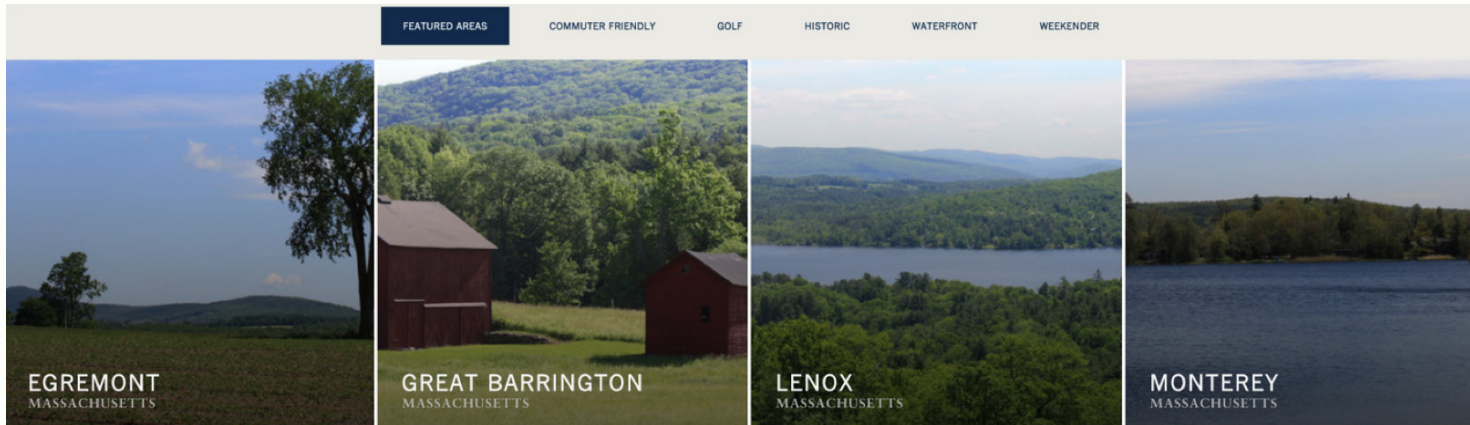 FEATURED AREAS COMMUTER FRIENDLY GOLF HISTORIC WATERFRONT WEEKENDER
EGREMONT
MASSACHUSETTS
GREAT BARRINGTON
MASSACHUSETTS
LENOX
MASSACHUSETTS
MONTEREY
MASSACHUSETTS